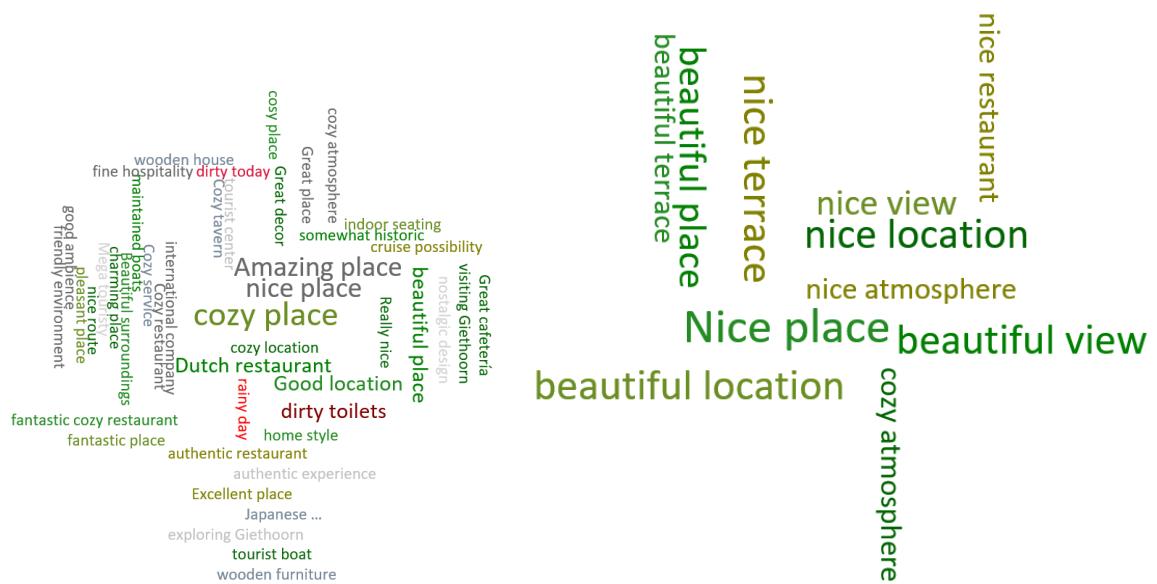 cosy place
cozy atmosphere
Great place
wooden house
fine hospitality
dirty today
Great decor
tourist center
Cozy tavern
maintained boats
indoor seating
somewhat historic
cruise possibility
good ambience
friendly environment
Mega touristy
pleasant place
nice route
charming place
Beautiful surroundings
Cozy service
Cozy restaurant
international company
Amazing place
nice place
cozy place
Really nice
beautiful place
nostalgic design
visiting Giethoorn
Great cafetería
cozy location
Dutch restaurant
Good location
rainy day
dirty toilets
home style
fantastic cozy restaurant
fantastic place
authentic restaurant
authentic experience
Excellent place
Japanese ...
exploring Giethoorn
tourist boat
wooden furniture
beautiful terrace
beautiful place
nice terrace
nice restaurant
nice view
nice location
nice atmosphere
Nice place
beautiful view
beautiful location
cozy atmosphere